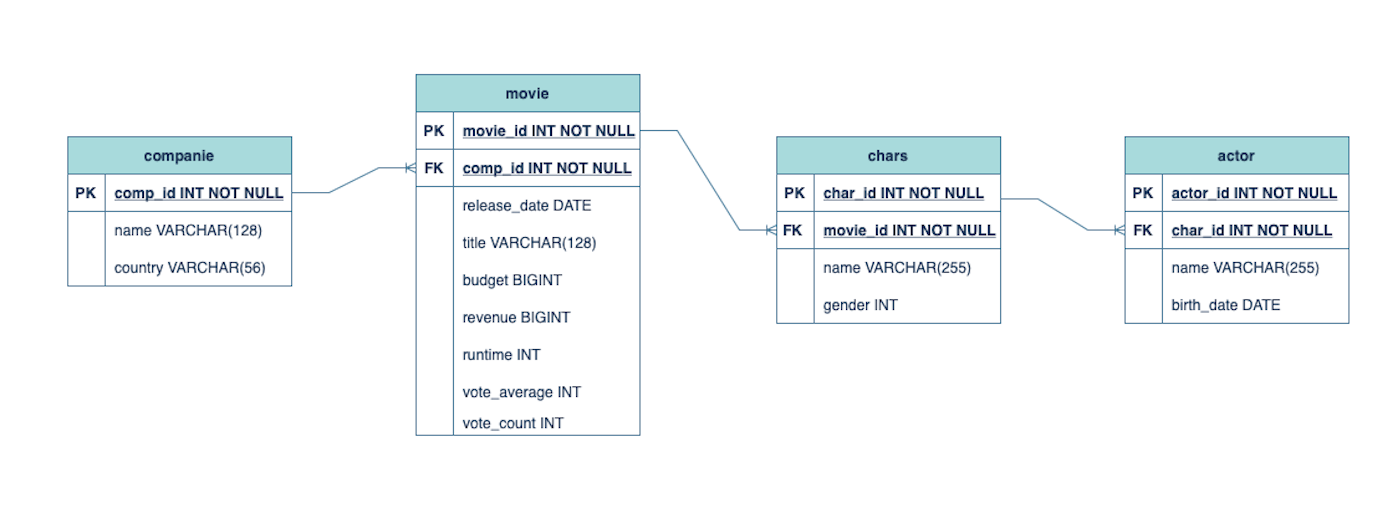 companie
PK comp_id INT NOT NULL
name VARCHAR(128)
country VARCHAR(56)
movie
PK movie_id INT NOT NULL
FK comp_id INT NOT NULL
release_date DATE
title VARCHAR(128)
budget BIGINT
revenue BIGINT
runtime INT
vote_average INT
vote_count INT
chars
PK char_id INT NOT NULL
FK movie_id INT NOT NULL
name VARCHAR(255)
gender INT
actor
PK actor_id INT NOT NULL
FK char_id INT NOT NULL
name VARCHAR(255)
birth_date DATE